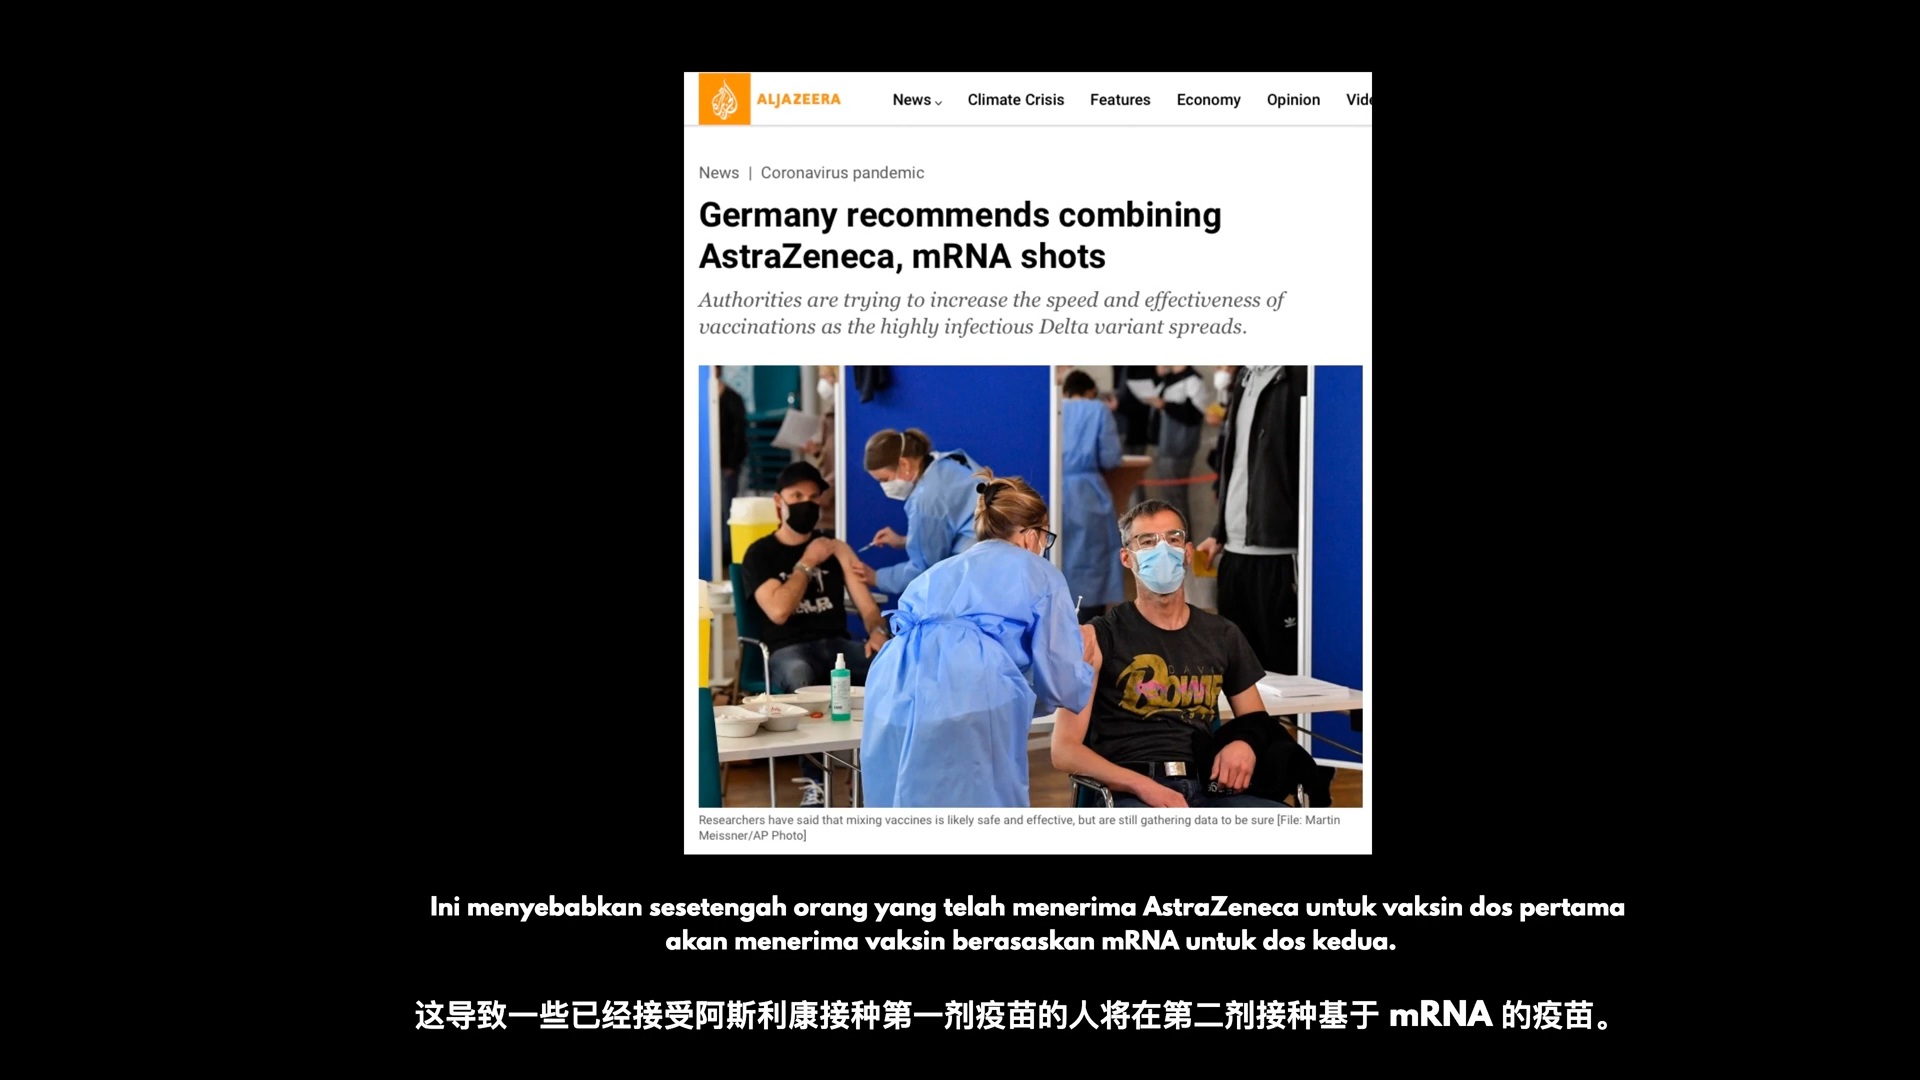 ALJAZEERA
News Climate Crisis Features Economy Opinion
News | Coronavirus pandemic
Germany recommends combining
AstraZeneca, mRNA shots
Authorities are trying to increase the speed and effectiveness of
vaccinations as the highly infectious Delta variant spreads.
DAVI
BOWIE
Researchers have said that mixing vaccines is likely safe and effective, but are still gathering data to be sure [File: Martin
Meissner/AP Photo]
Ini menyebabkan sesetengah orang yang telah menerima AstraZeneca untuk vaksin dos pertama
akan menerima vaksin berasaskan mRNA untuk dos kedua.
这导致一些已经接受阿斯利康接种第一剂疫苗的人将在第二剂接种基于 mRNA 的疫苗。